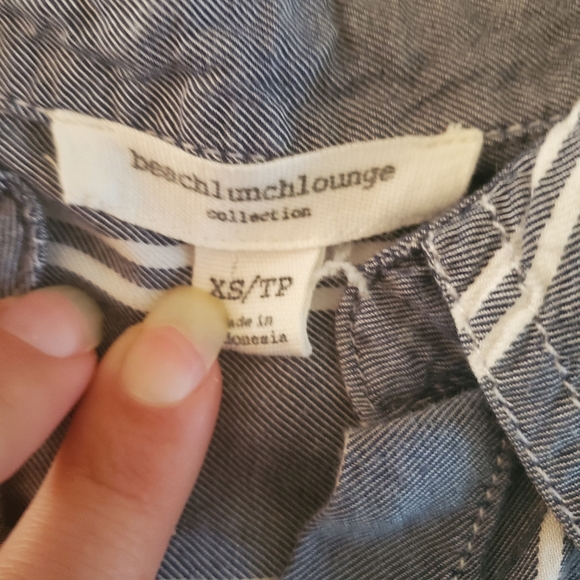 beachlunchlounge
collection
XS/TP
ade in
donesia